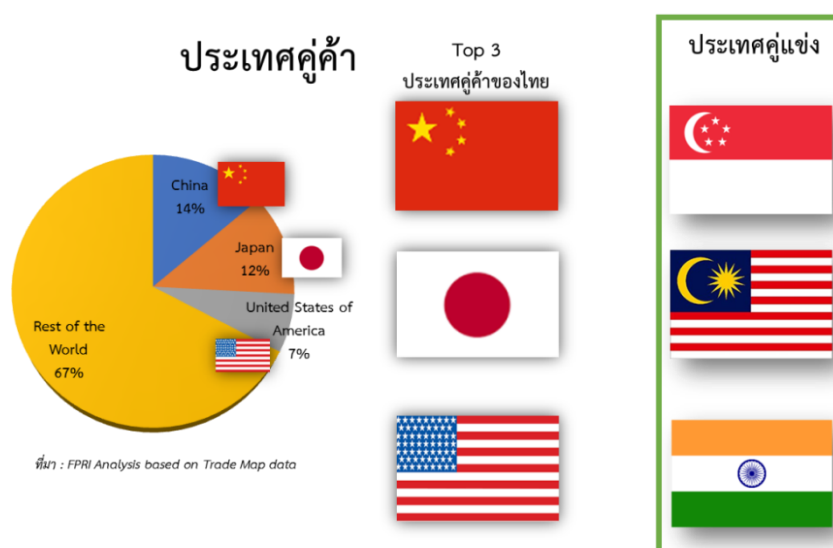 ประเทศคู่ค้า
Top 3
ประเทศคู่ค้าของไทย
ประเทศคู่แข่ง
China
14%
Japan
12%
United States of
America
7%
Rest of the
World
67%
ที่มา : FPRI Analysis based on Trade Map data